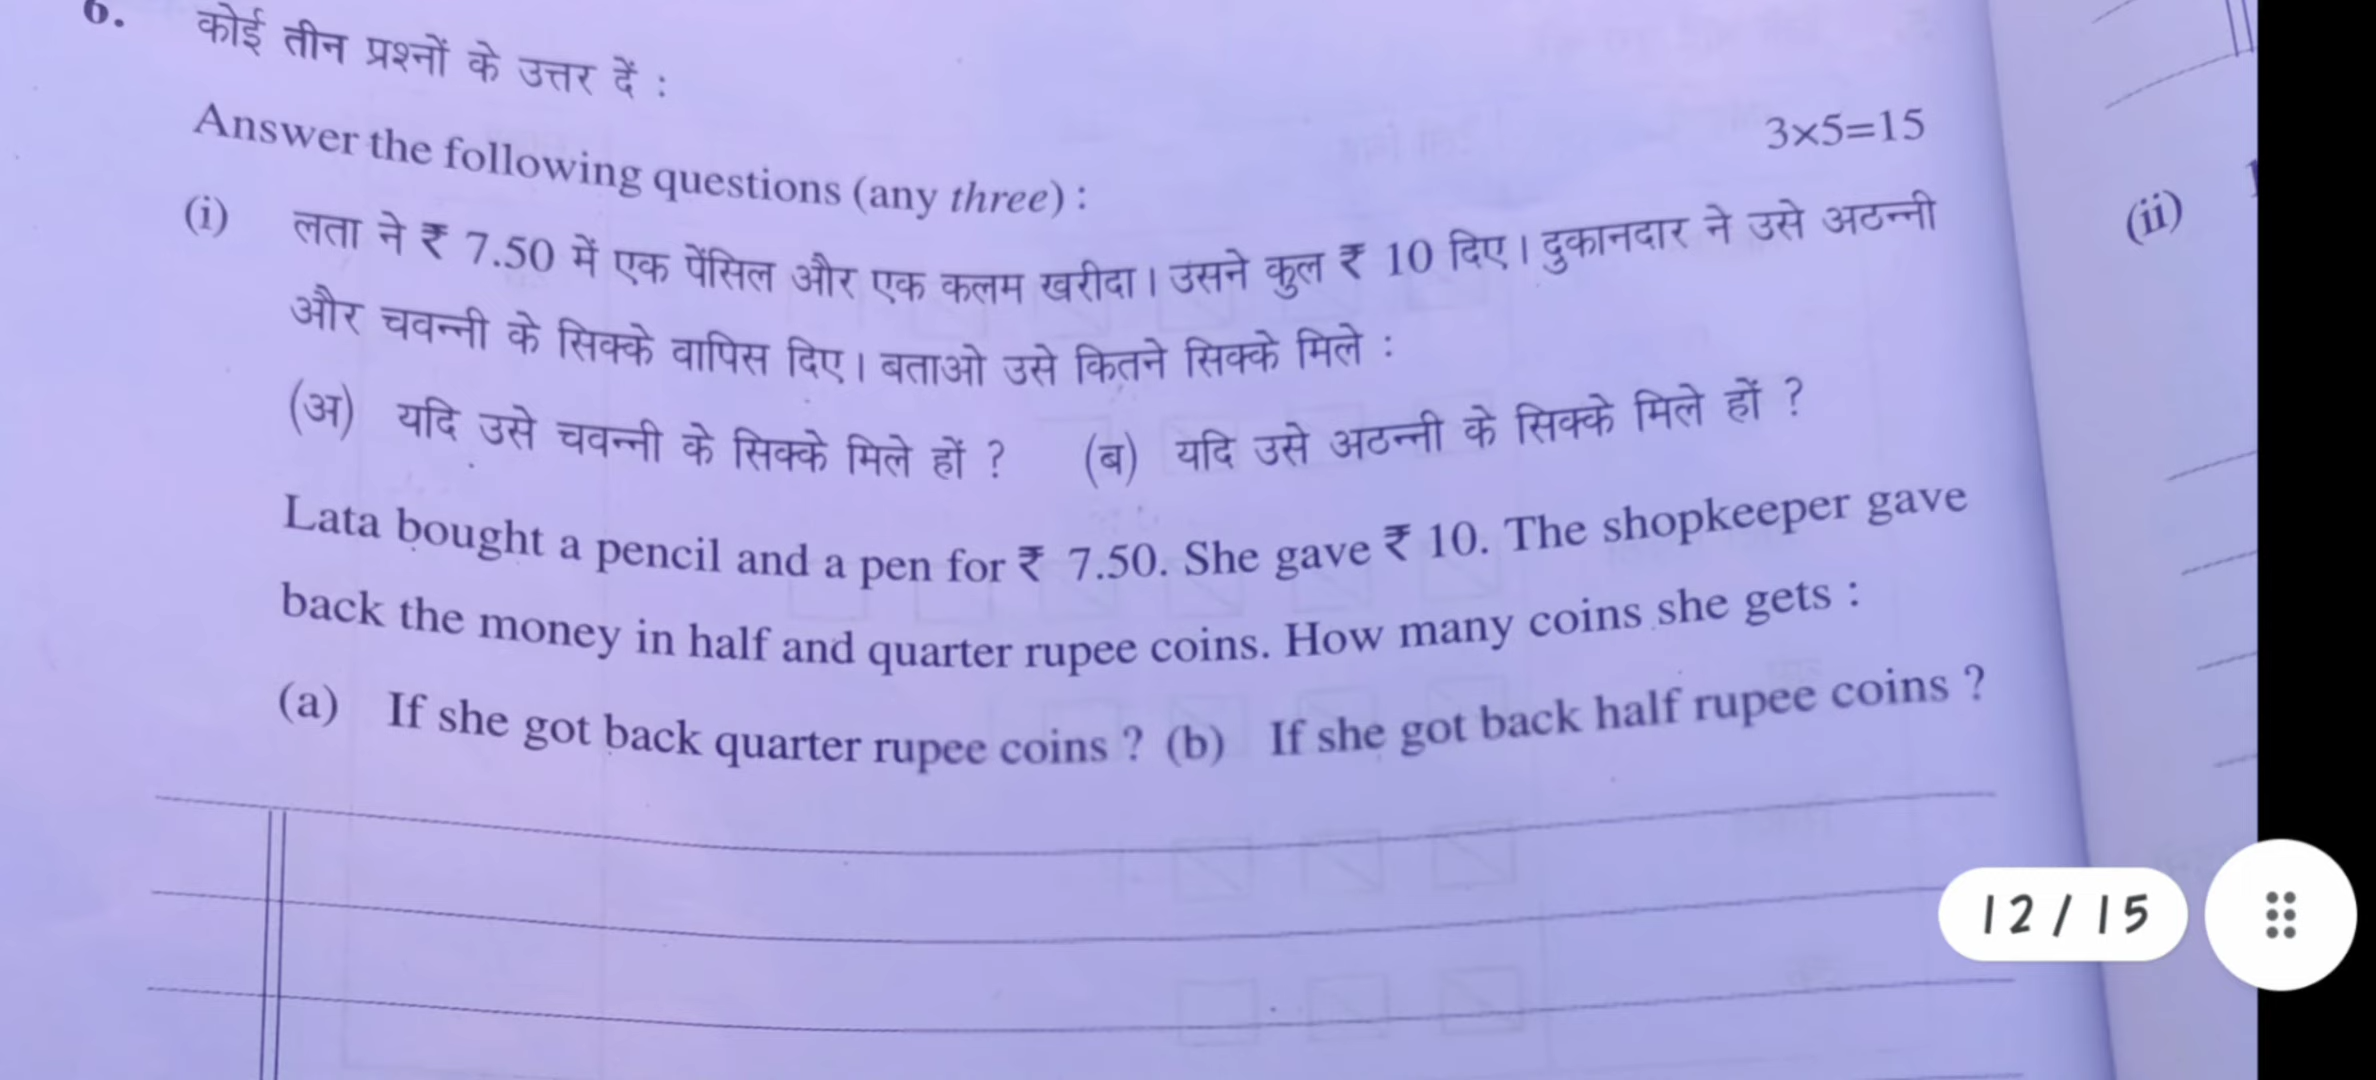 6. कोई तीन प्रश्नों के उत्तर दें :
Answer the following questions (any three) : 3×5=15
(i) लता ने ₹ 7.50 में एक पेंसिल और एक कलम खरीदा। उसने कुल ₹ 10 दिए। दुकानदार ने उसे अठन्नी
और चवन्नी के सिक्के वापिस दिए। बताओ उसे कितने सिक्के मिले :
(अ) यदि उसे चवन्नी के सिक्के मिले हों ? (ब) यदि उसे अठन्नी के सिक्के मिले हों ?
Lata bought a pencil and a pen for ₹ 7.50. She gave ₹ 10. The shopkeeper gave
back the money in half and quarter rupee coins. How many coins she gets :
(a) If she got back quarter rupee coins ? (b) If she got back half rupee coins ?
(ii)
12 / 15